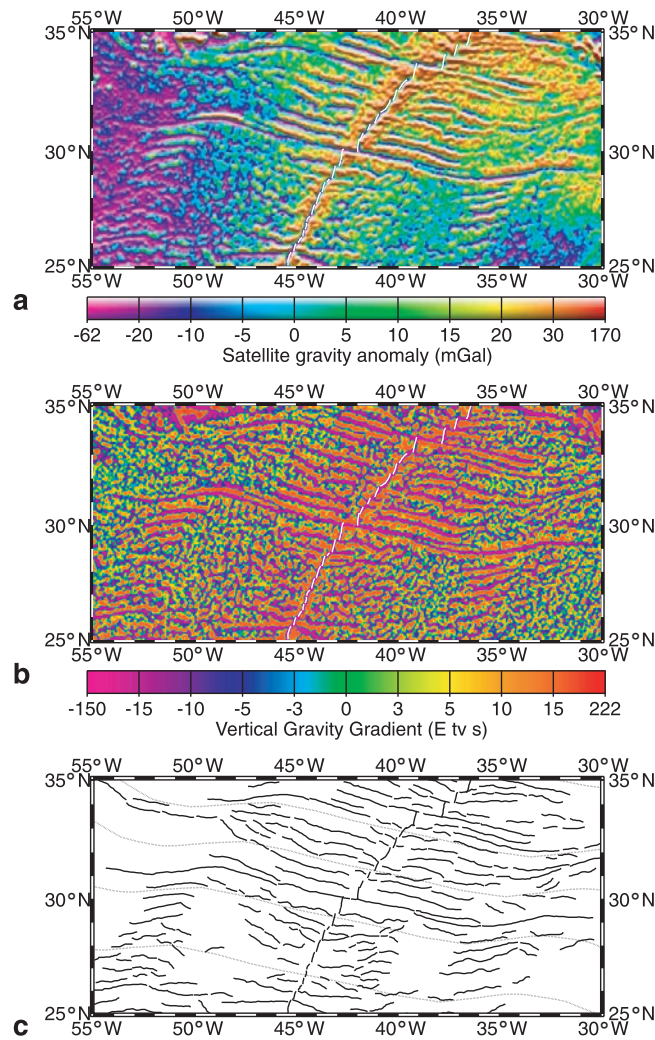 55°W 50°W 45°W 40°W 35°W 30°W
35°N 35°N
30°N 30°N
25°N 25°N
55°W 50°W 45°W 40°W 35°W 30°W
a
-62 -20 -10 -5 0 5 10 15 20 30 170
Satellite gravity anomaly (mGal)
55°W 50°W 45°W 40°W 35°W 30°W
35°N 35°N
30°N 30°N
25°N 25°N
55°W 50°W 45°W 40°W 35°W 30°W
b
-150 -15 -10 -5 -3 0 3 5 10 15 222
Vertical Gravity Gradient (E tv s)
55°W 50°W 45°W 40°W 35°W 30°W
35°N 35°N
30°N 30°N
25°N 25°N
55°W 50°W 45°W 40°W 35°W 30°W
c